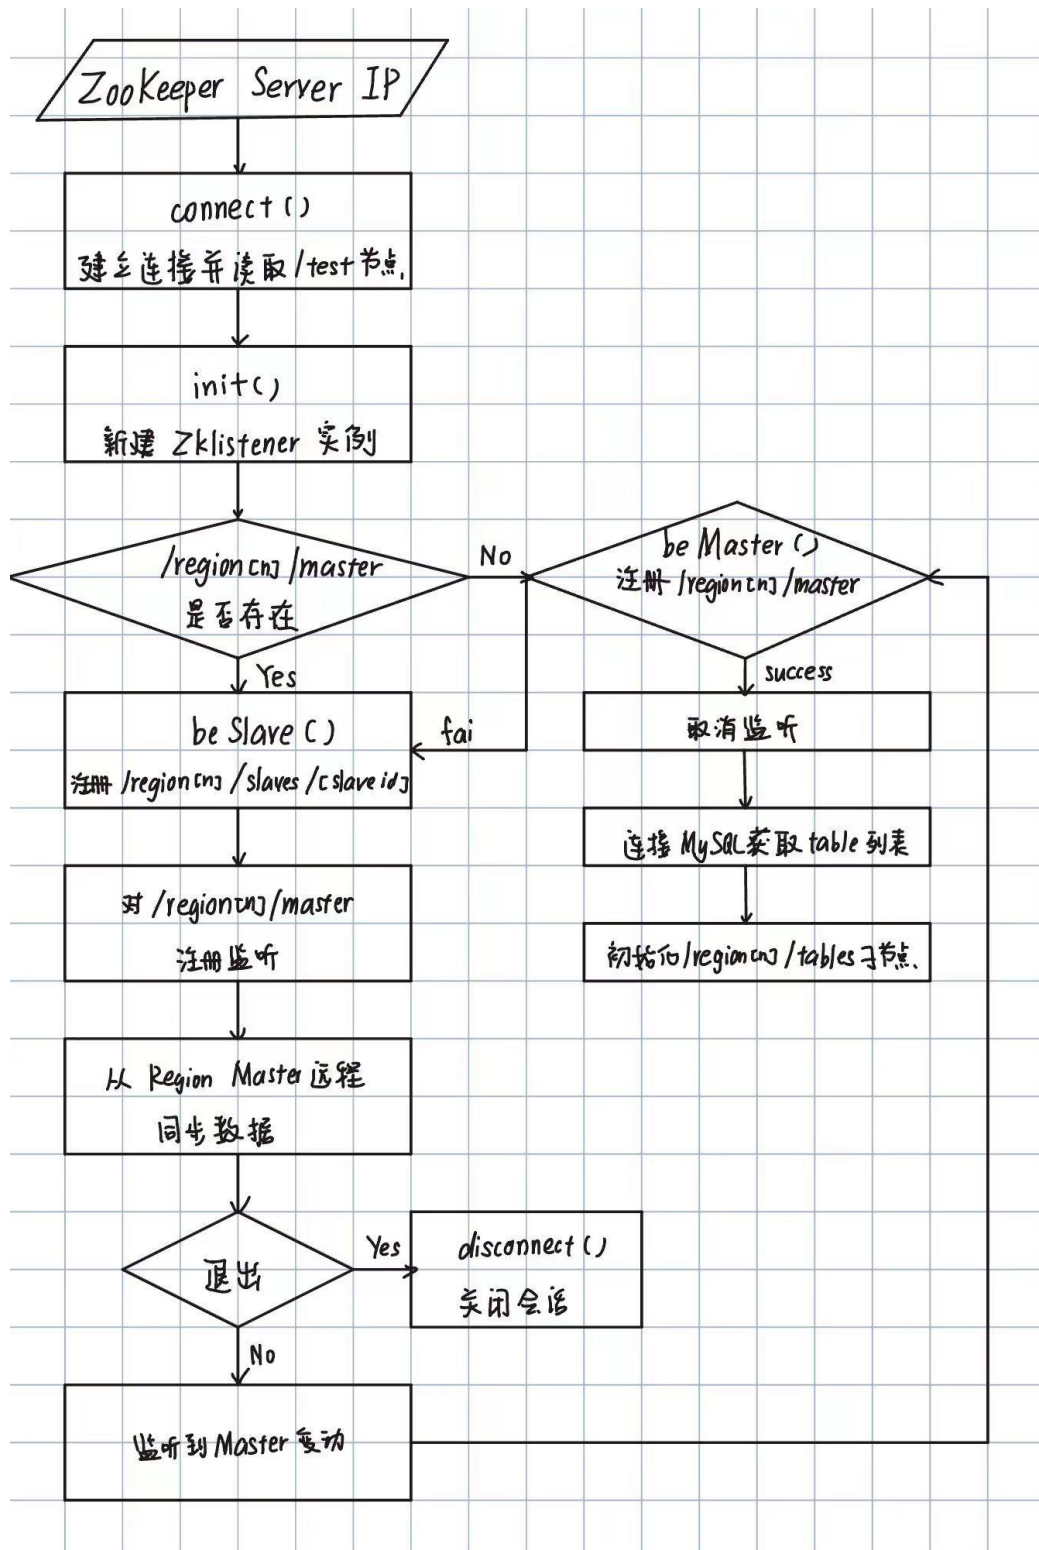 ZooKeeper Server IP
connect()
建立连接并读取/test节点
init()
新建 Zklistener 实例
/region[n]/master
是否存在
No
be Master()
注册 /region[n]/master
Yes
success
be Slave()
注册 /region[n]/slaves/[slave id]
fai
取消监听
连接 MySQL获取 table 列表
对 /region[n]/master
注册监听
初始化/region[n]/tables子节点
从 Region Master 远程
同步数据
退出
Yes
disconnect()
关闭会话
No
监听到 Master 变动